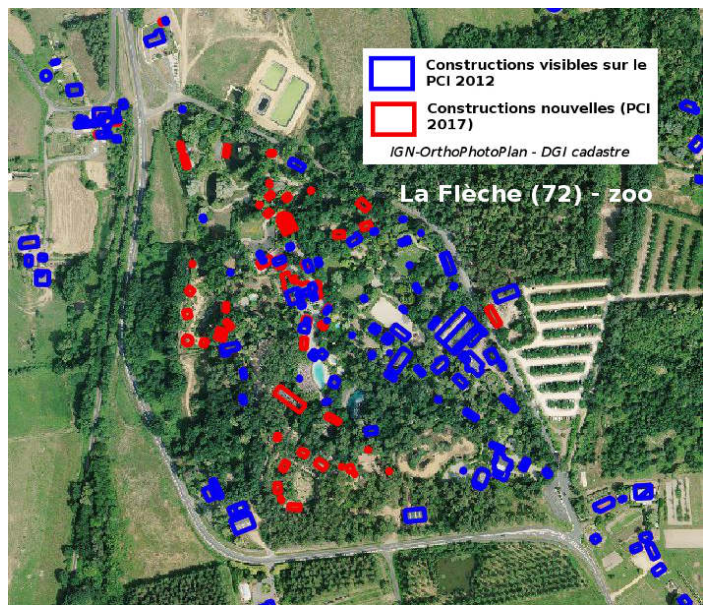 Constructions visibles sur le
PCI 2012
Constructions nouvelles (PCI
2017)
IGN-OrthoPhotoPlan - DGI cadastre
La Flèche (72) - zoo